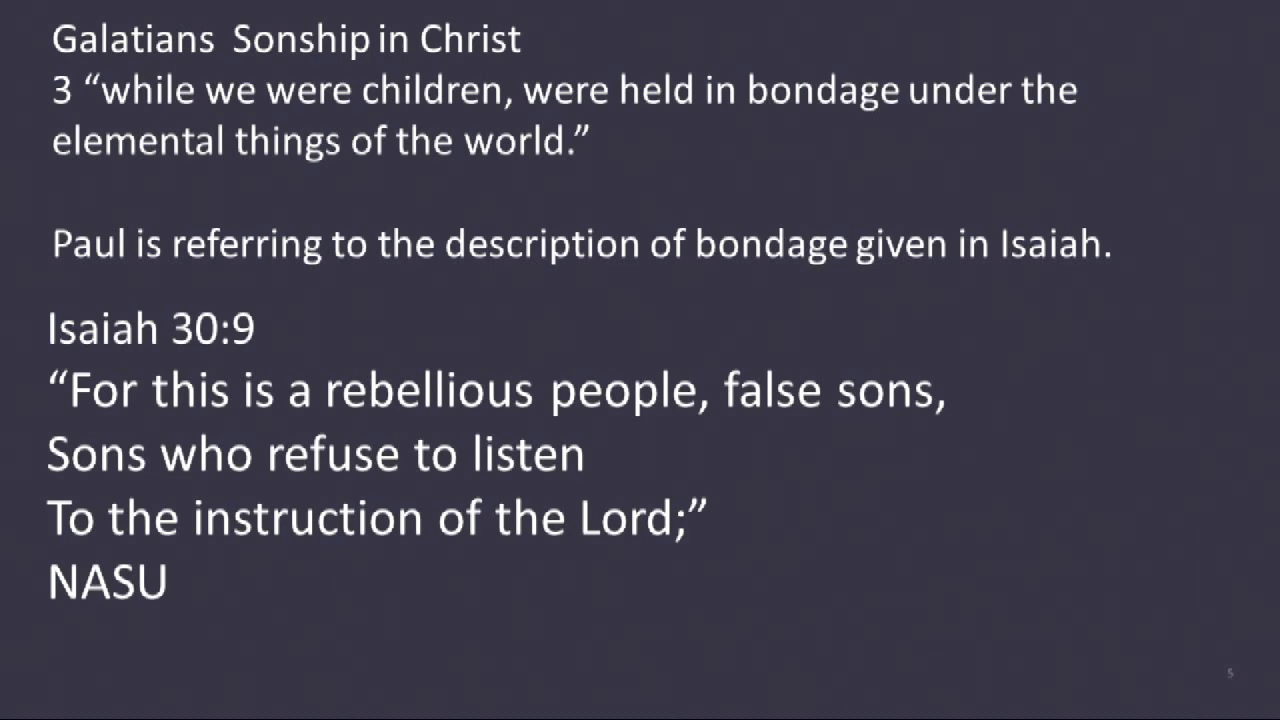 Galatians Sonship in Christ
3 “while we were children, were held in bondage under the
elemental things of the world.”
Paul is referring to the description of bondage given in Isaiah.
Isaiah 30:9
“For this is a rebellious people, false sons,
Sons who refuse to listen
To the instruction of the Lord;”
NASU
5